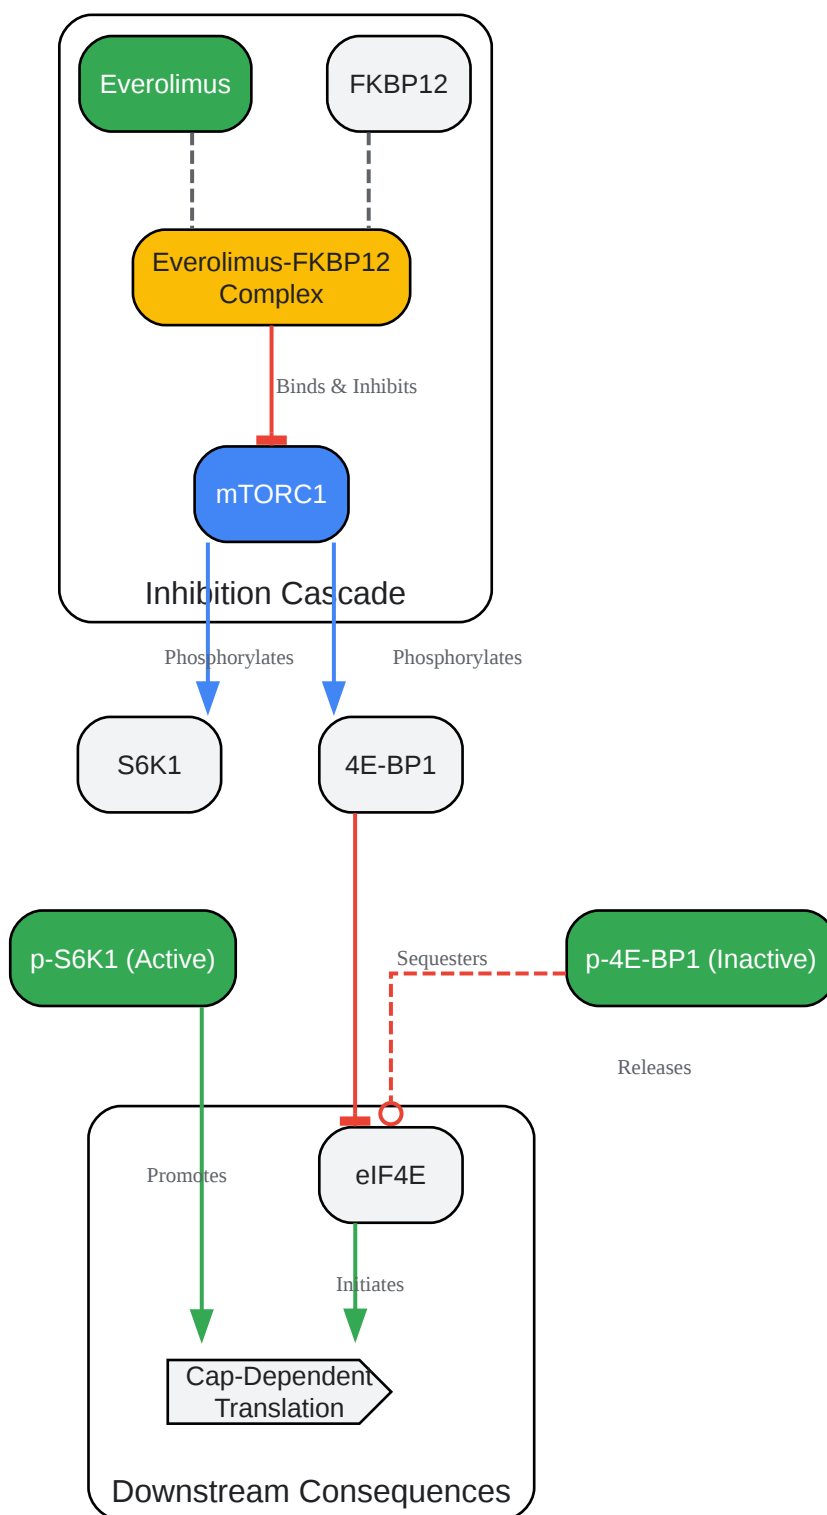 Everolimus
FKBP12
Everolimus-FKBP12
Complex
Binds & Inhibits
mTORC1
Inhibition Cascade
Phosphorylates
Phosphorylates
S6K1
4E-BP1
p-S6K1 (Active)
Sequesters
p-4E-BP1 (Inactive)
Releases
Promotes
eIF4E
Initiates
Cap-Dependent
Translation
Downstream Consequences